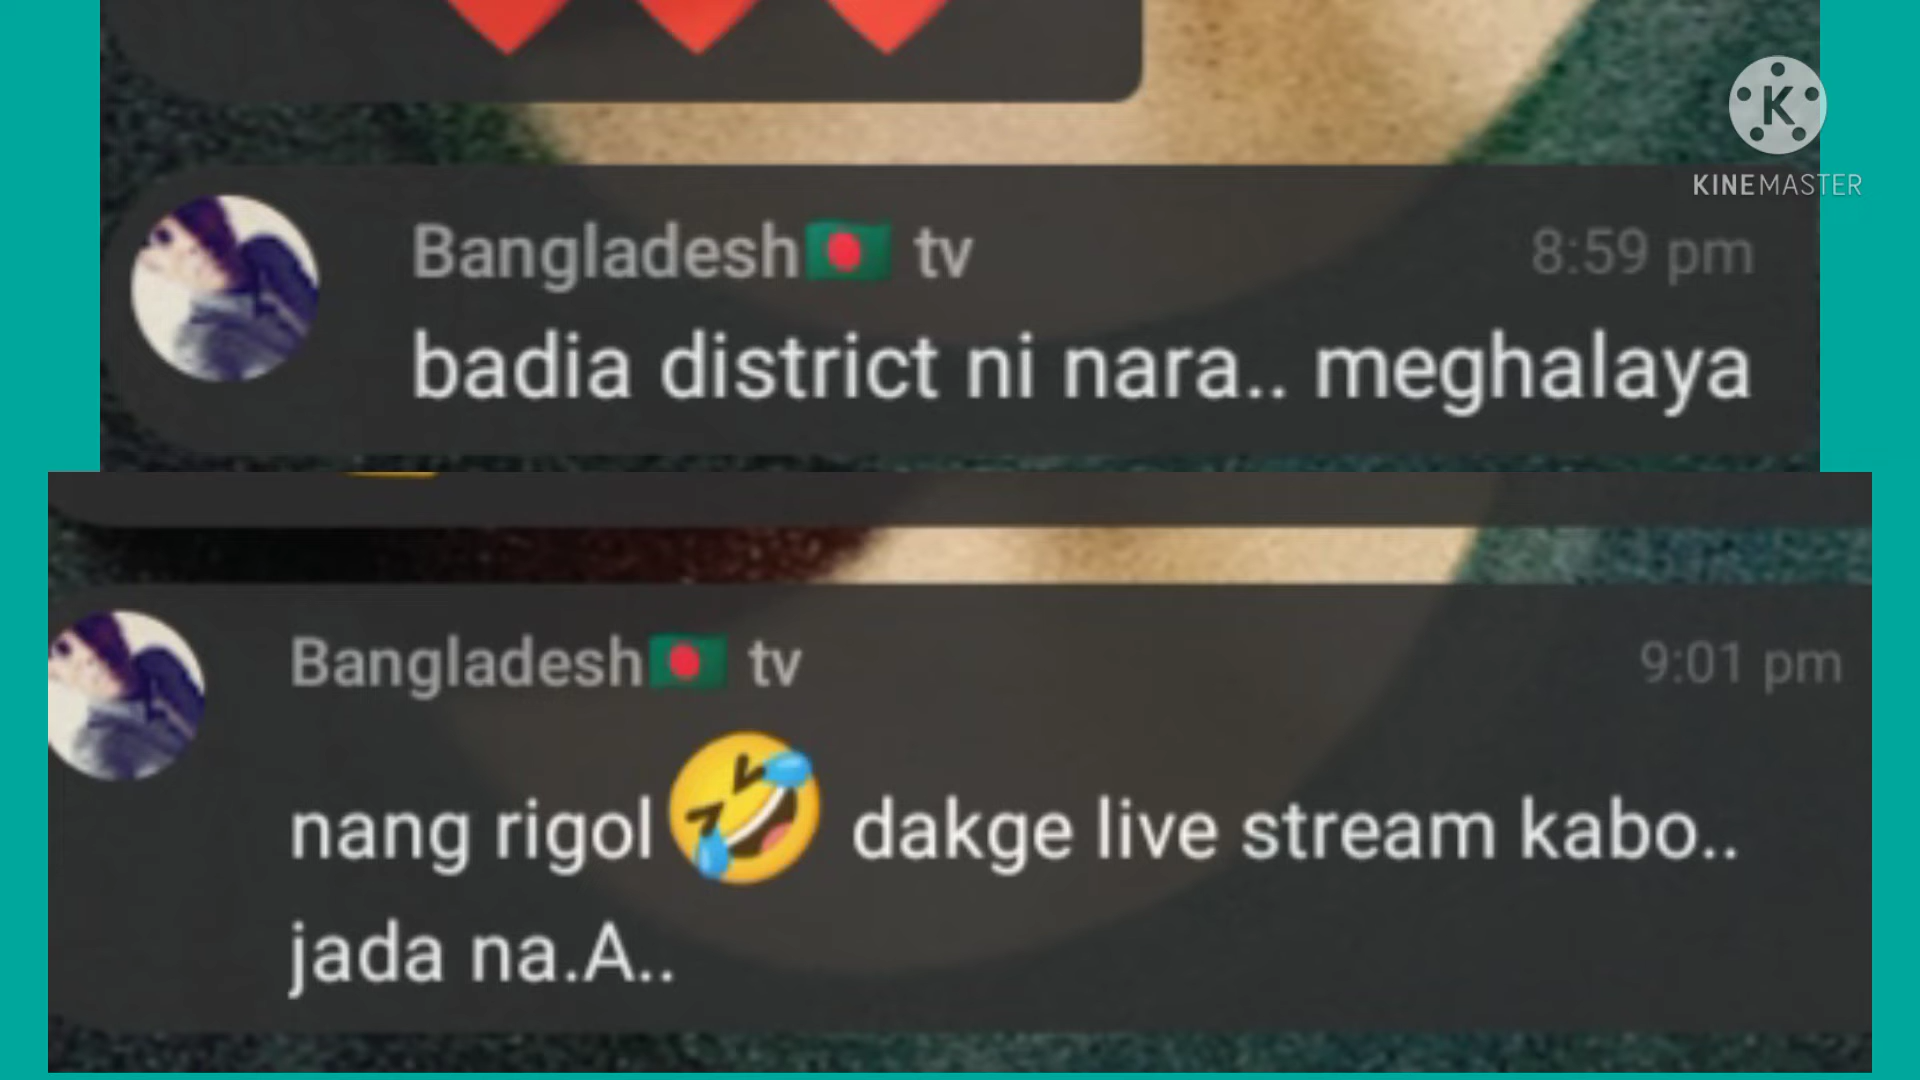 KINEMASTER
Bangladesh🇧🇩 tv 8:59 pm
badia district ni nara.. meghalaya
Bangladesh🇧🇩 tv 9:01 pm
nang rigol🤣 dakge live stream kabo..
jada na.A..